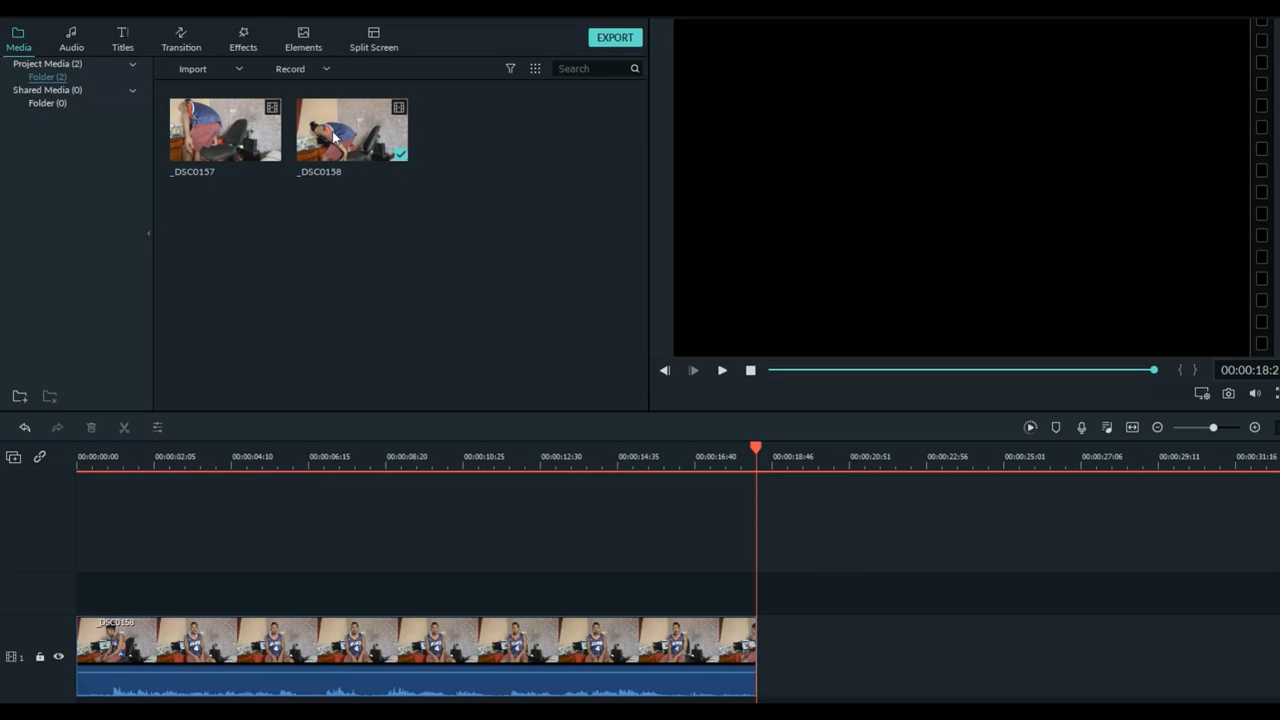 Media Audio Titles Transition Effects Elements Split Screen EXPORT
Project Media (2)
Folder (2)
Shared Media (0)
Folder (0)
Import Record Search
_DSC0157 _DSC0158
00:00:18:2
00:00:00:00 00:00:02:05 00:00:04:10 00:00:06:15 00:00:08:20 00:00:10:25 00:00:12:30 00:00:14:35 00:00:16:40 00:00:18:46 00:00:20:51 00:00:22:56 00:00:25:01 00:00:27:06 00:00:29:11 00:00:31:16
_DSC0158
1